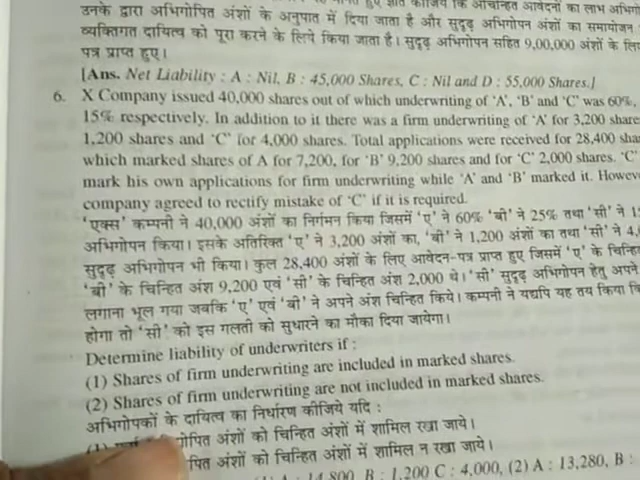 उनके द्वारा अभिगोपित अंशों के अनुपात में दिया जाता है और सुदृढ़ अभिगोपन अंशों का समायोजन
व्यक्तिगत दायित्व को पूरा करने के लिये किया जाता है। सुदृढ़ अभिगोपन सहित 9,00,000 अंशों के लि
पत्र प्राप्त हुए।
[Ans. Net Liability : A : Nil, B : 45,000 Shares, C : Nil and D : 55,000 Shares.]
6. X Company issued 40,000 shares out of which underwriting of 'A', 'B' and 'C' was 60%,
15% respectively. In addition to it there was a firm underwriting of 'A' for 3,200 share
1,200 shares and 'C' for 4,000 shares. Total applications were received for 28,400 sha
which marked shares of A for 7,200, for 'B' 9,200 shares and for 'C' 2,000 shares. 'C'
mark his own applications for firm underwriting while 'A' and 'B' marked it. Howev
company agreed to rectify mistake of 'C' if it is required.
'एक्स' कम्पनी ने 40,000 अंशों का निर्गमन किया जिसमें 'ए' ने 60% 'बी' ने 25% तथा 'सी' ने 1
अभिगोपन किया। इसके अतिरिक्त 'ए' ने 3,200 अंशों का, 'बी' ने 1,200 अंशों का तथा 'सी' ने 4,
सुदृढ़ अभिगोपन भी किया। कुल 28,400 अंशों के लिए आवेदन-पत्र प्राप्त हुए जिसमें 'ए' के चिन्हि
'बी' के चिन्हित अंश 9,200 एवं 'सी' के चिन्हित अंश 2,000 थे। 'सी' सुदृढ़ अभिगोपन हेतु अपने
लगाना भूल गया जबकि 'ए' एवं 'बी' ने अपने अंश चिन्हित किये। कम्पनी ने यद्यपि यह तय किया कि
होगा तो 'सी' को इस गलती को सुधारने का मौका दिया जायेगा।
Determine liability of underwriters if :
(1) Shares of firm underwriting are included in marked shares.
(2) Shares of firm underwriting are not included in marked shares.
अभिगोपकों के दायित्व का निर्धारण कीजिये यदि :
अंशों को चिन्हित अंशों में शामिल रखा जाये।
अंशों को चिन्हित अंशों में शामिल न रखा जाये।
A : 14,800, B : 1,200 C : 4,000, (2) A : 13,280, B :